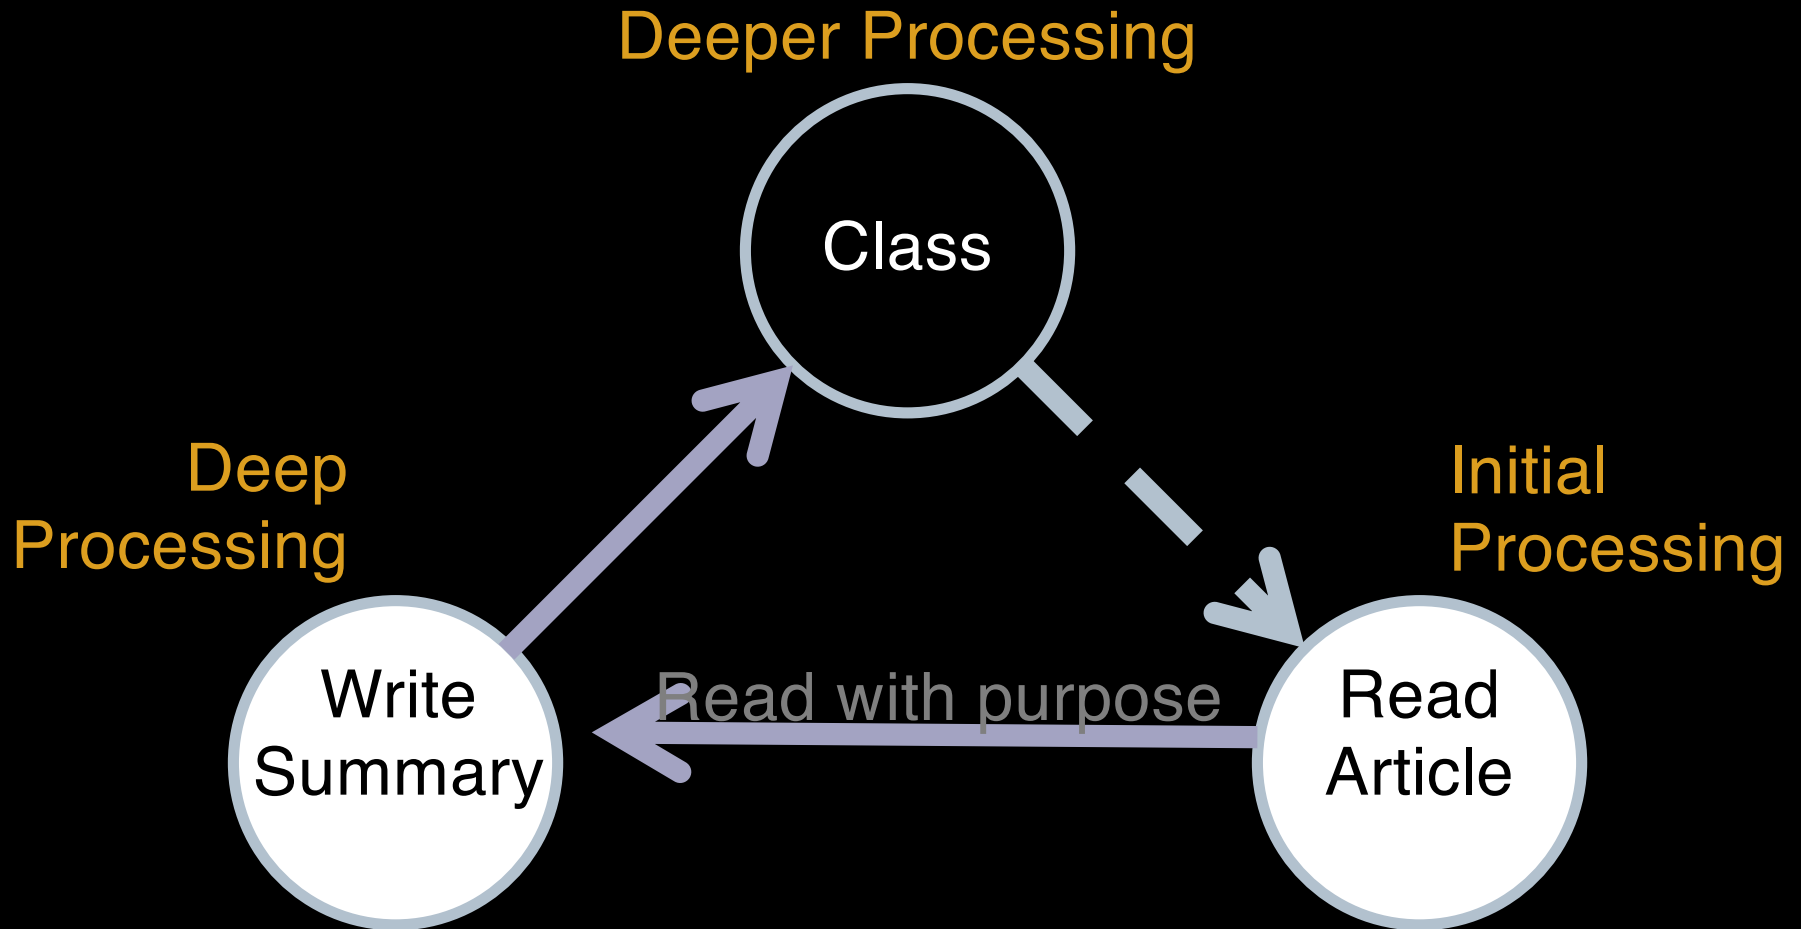 Deeper Processing
Class
Deep
Processing
Initial
Processing
Write
Summary
Read with purpose
Read
Article